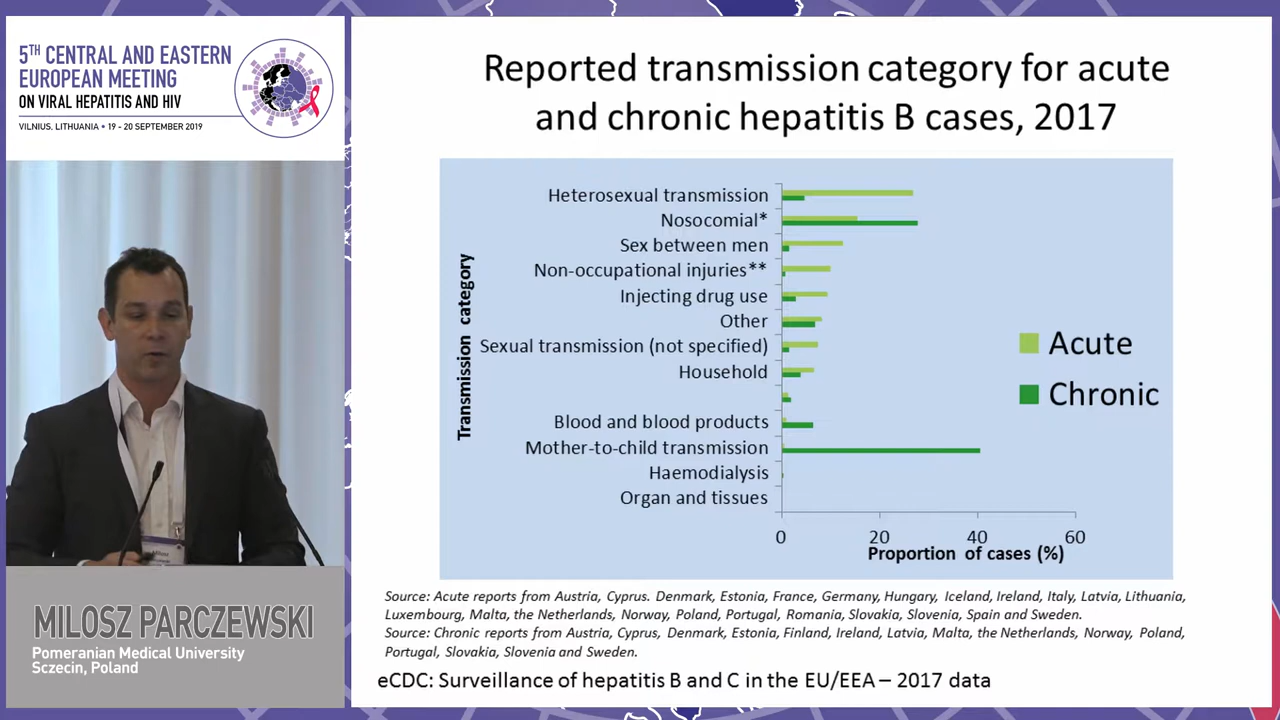 5TH CENTRAL AND EASTERN
EUROPEAN MEETING
ON VIRAL HEPATITIS AND HIV
VILNIUS, LITHUANIA • 19 - 20 SEPTEMBER 2019
MILOSZ PARCZEWSKI
Pomeranian Medical University
Sczecin, Poland
Reported transmission category for acute
and chronic hepatitis B cases, 2017
Transmission category
Heterosexual transmission
Nosocomial*
Sex between men
Non-occupational injuries**
Injecting drug use
Other
Sexual transmission (not specified)
Household
Blood and blood products
Mother-to-child transmission
Haemodialysis
Organ and tissues
0 20 40 60
Proportion of cases (%)
Acute
Chronic
Source: Acute reports from Austria, Cyprus. Denmark, Estonia, France, Germany, Hungary, Iceland, Ireland, Italy, Latvia, Lithuania,
Luxembourg, Malta, the Netherlands, Norway, Poland, Portugal, Romania, Slovakia, Slovenia, Spain and Sweden.
Source: Chronic reports from Austria, Cyprus, Denmark, Estonia, Finland, Ireland, Latvia, Malta, the Netherlands, Norway, Poland,
Portugal, Slovakia, Slovenia and Sweden.
eCDC: Surveillance of hepatitis B and C in the EU/EEA – 2017 data